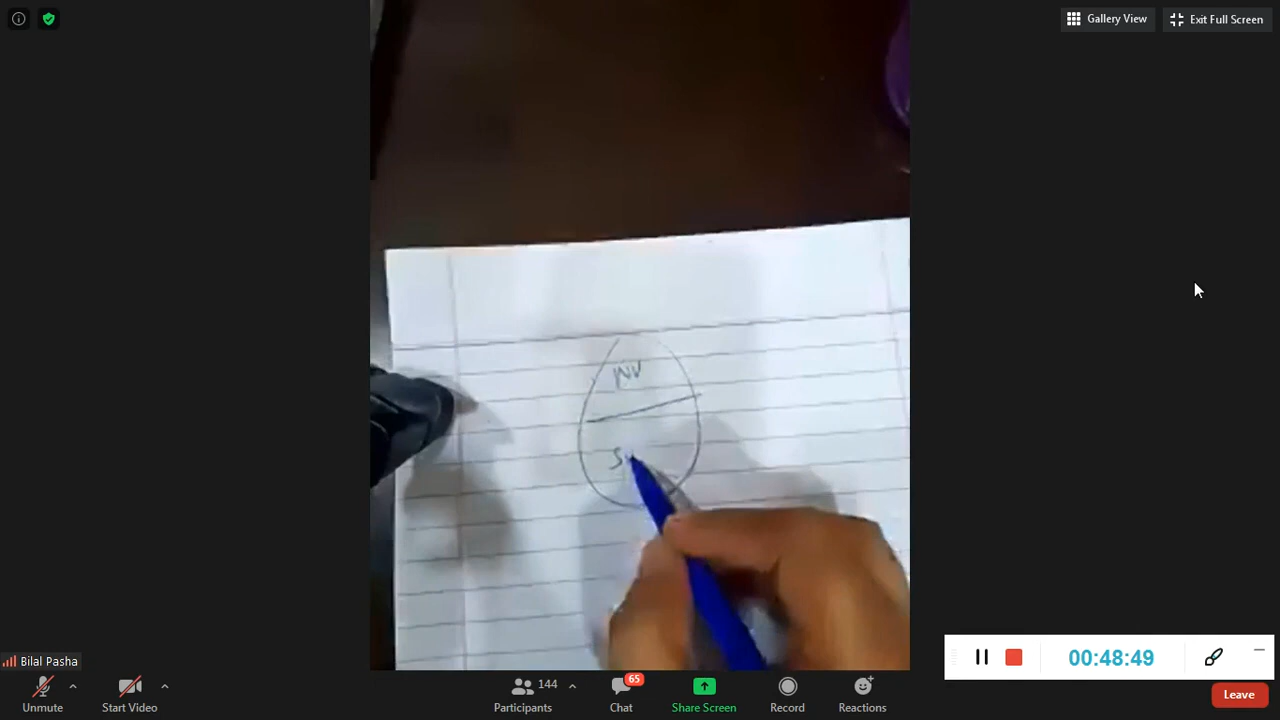 Gallery View
Exit Full Screen
NV
S
Bilal Pasha
00:48:49
Unmute
Start Video
144
Participants
65
Chat
Share Screen
Record
Reactions
Leave